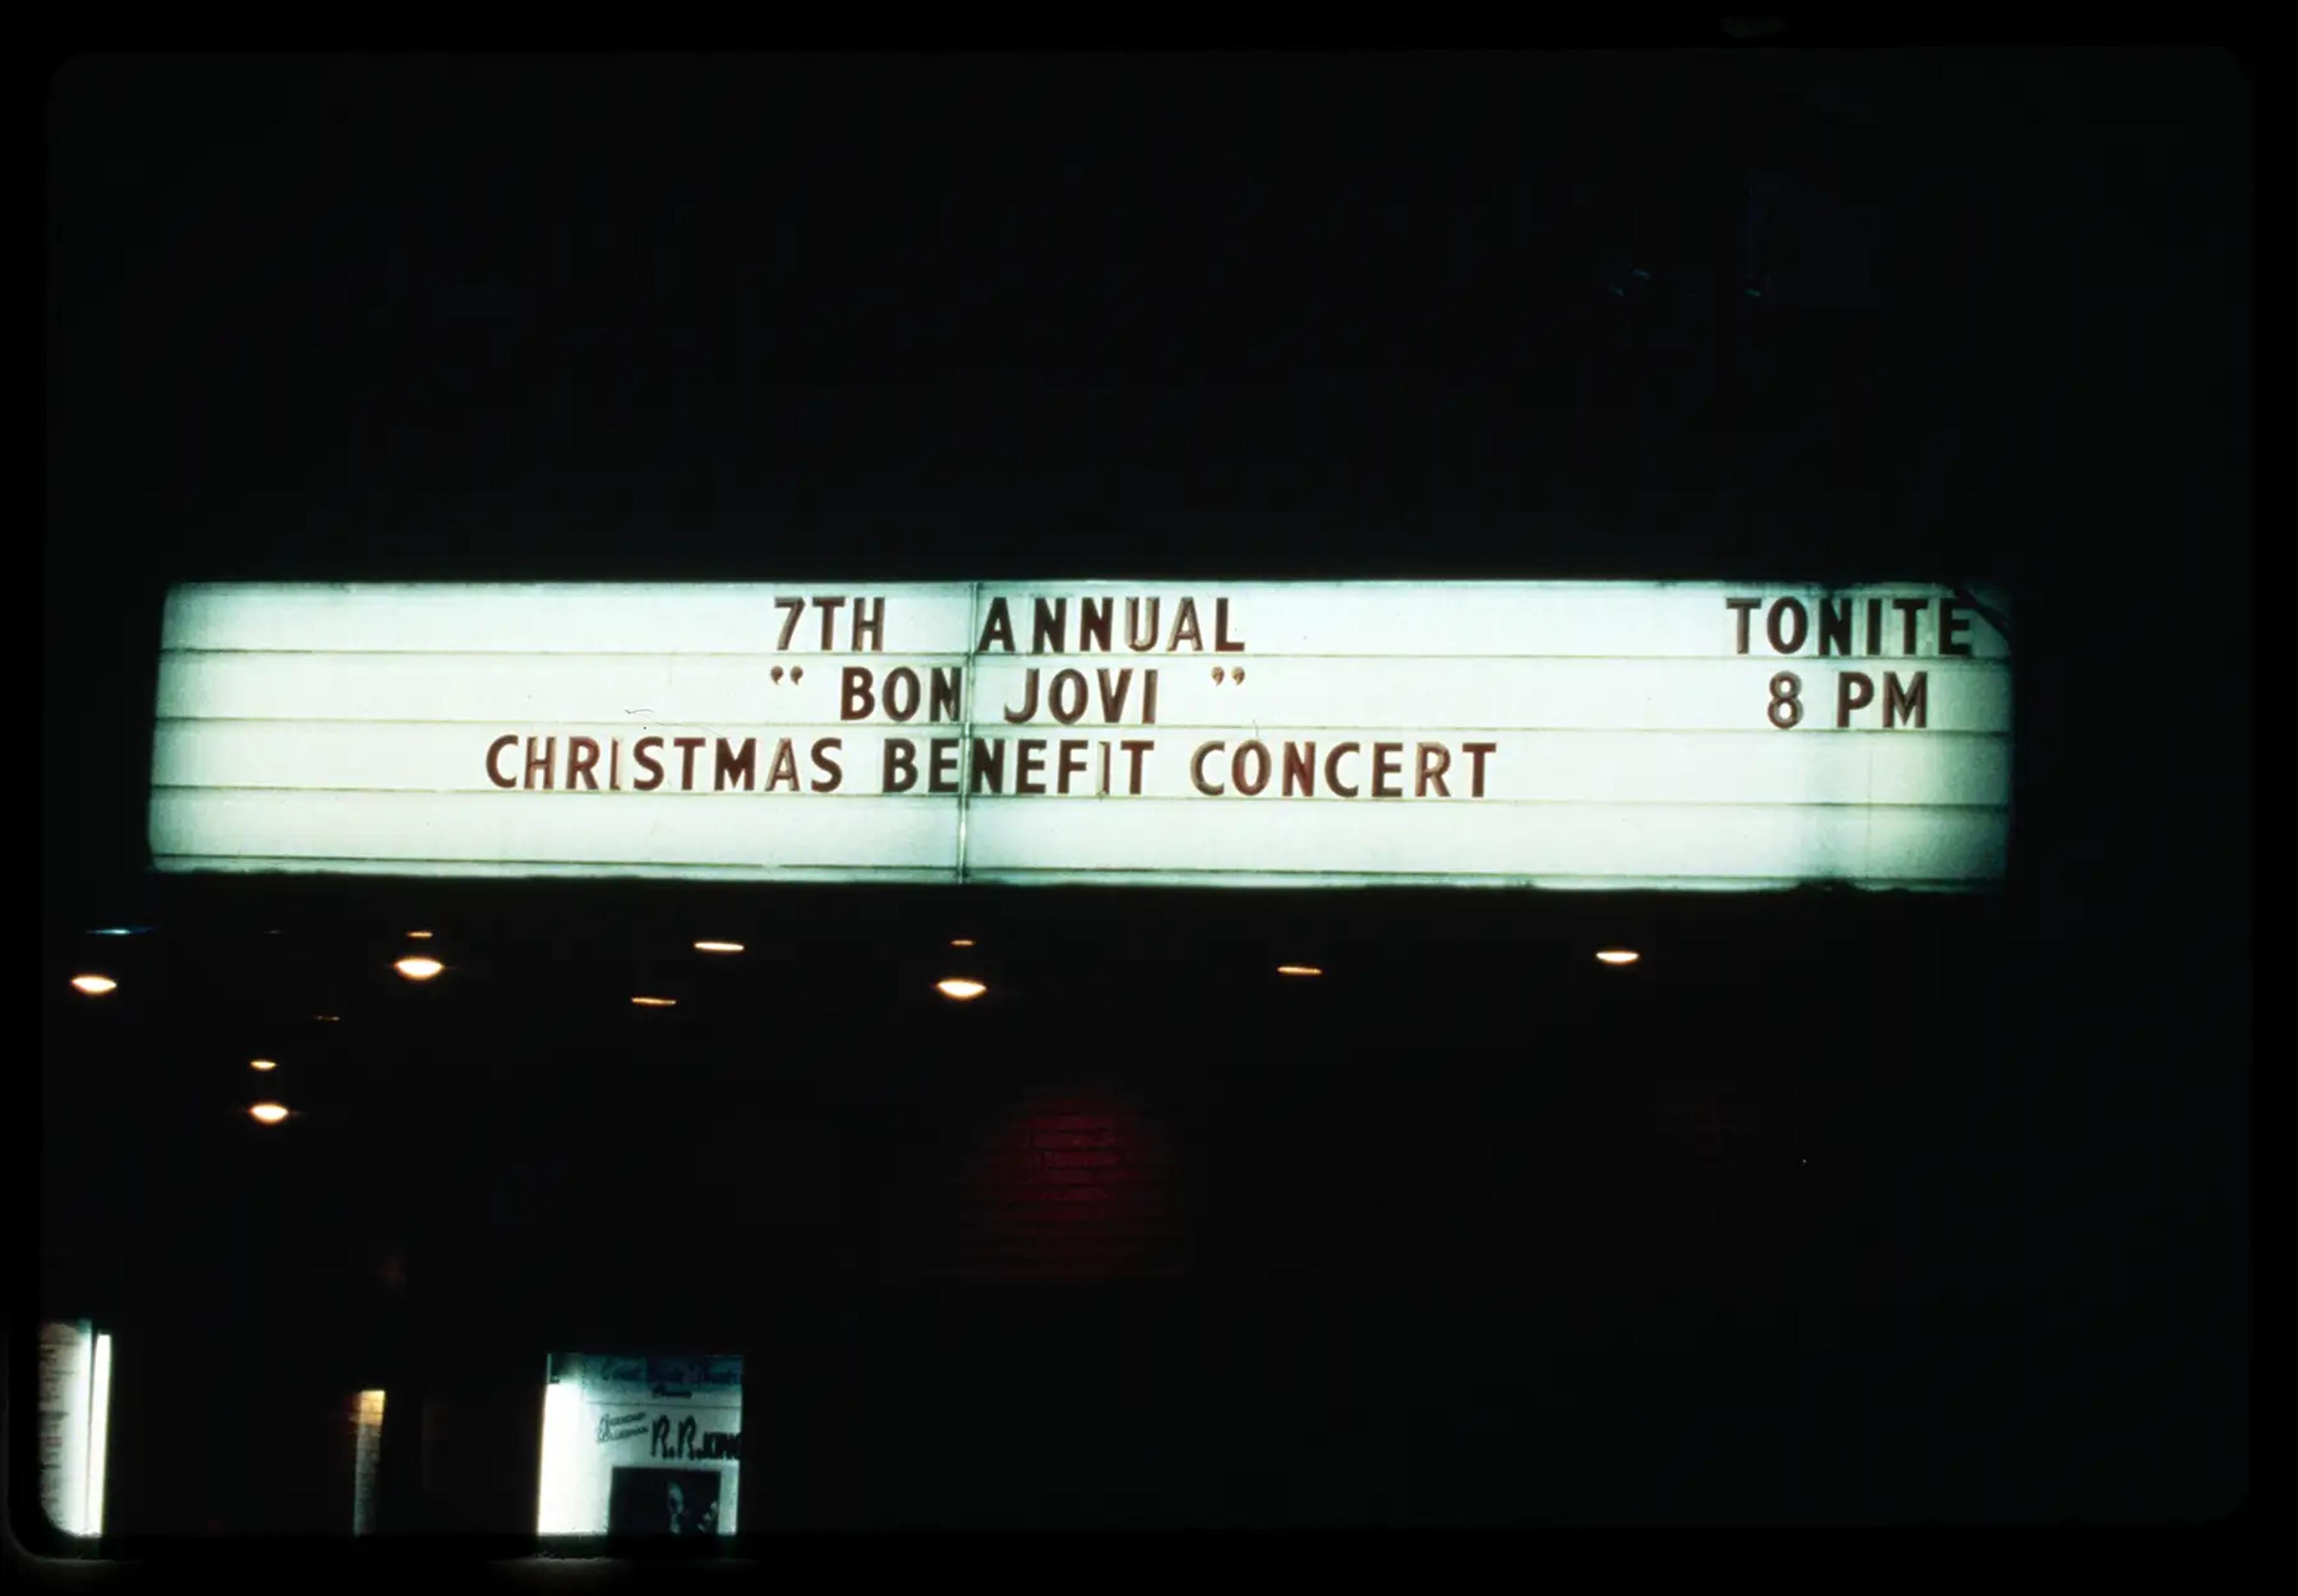 7TH ANNUAL TONITE
" BON JOVI " 8 PM
CHRISTMAS BENEFIT CONCERT